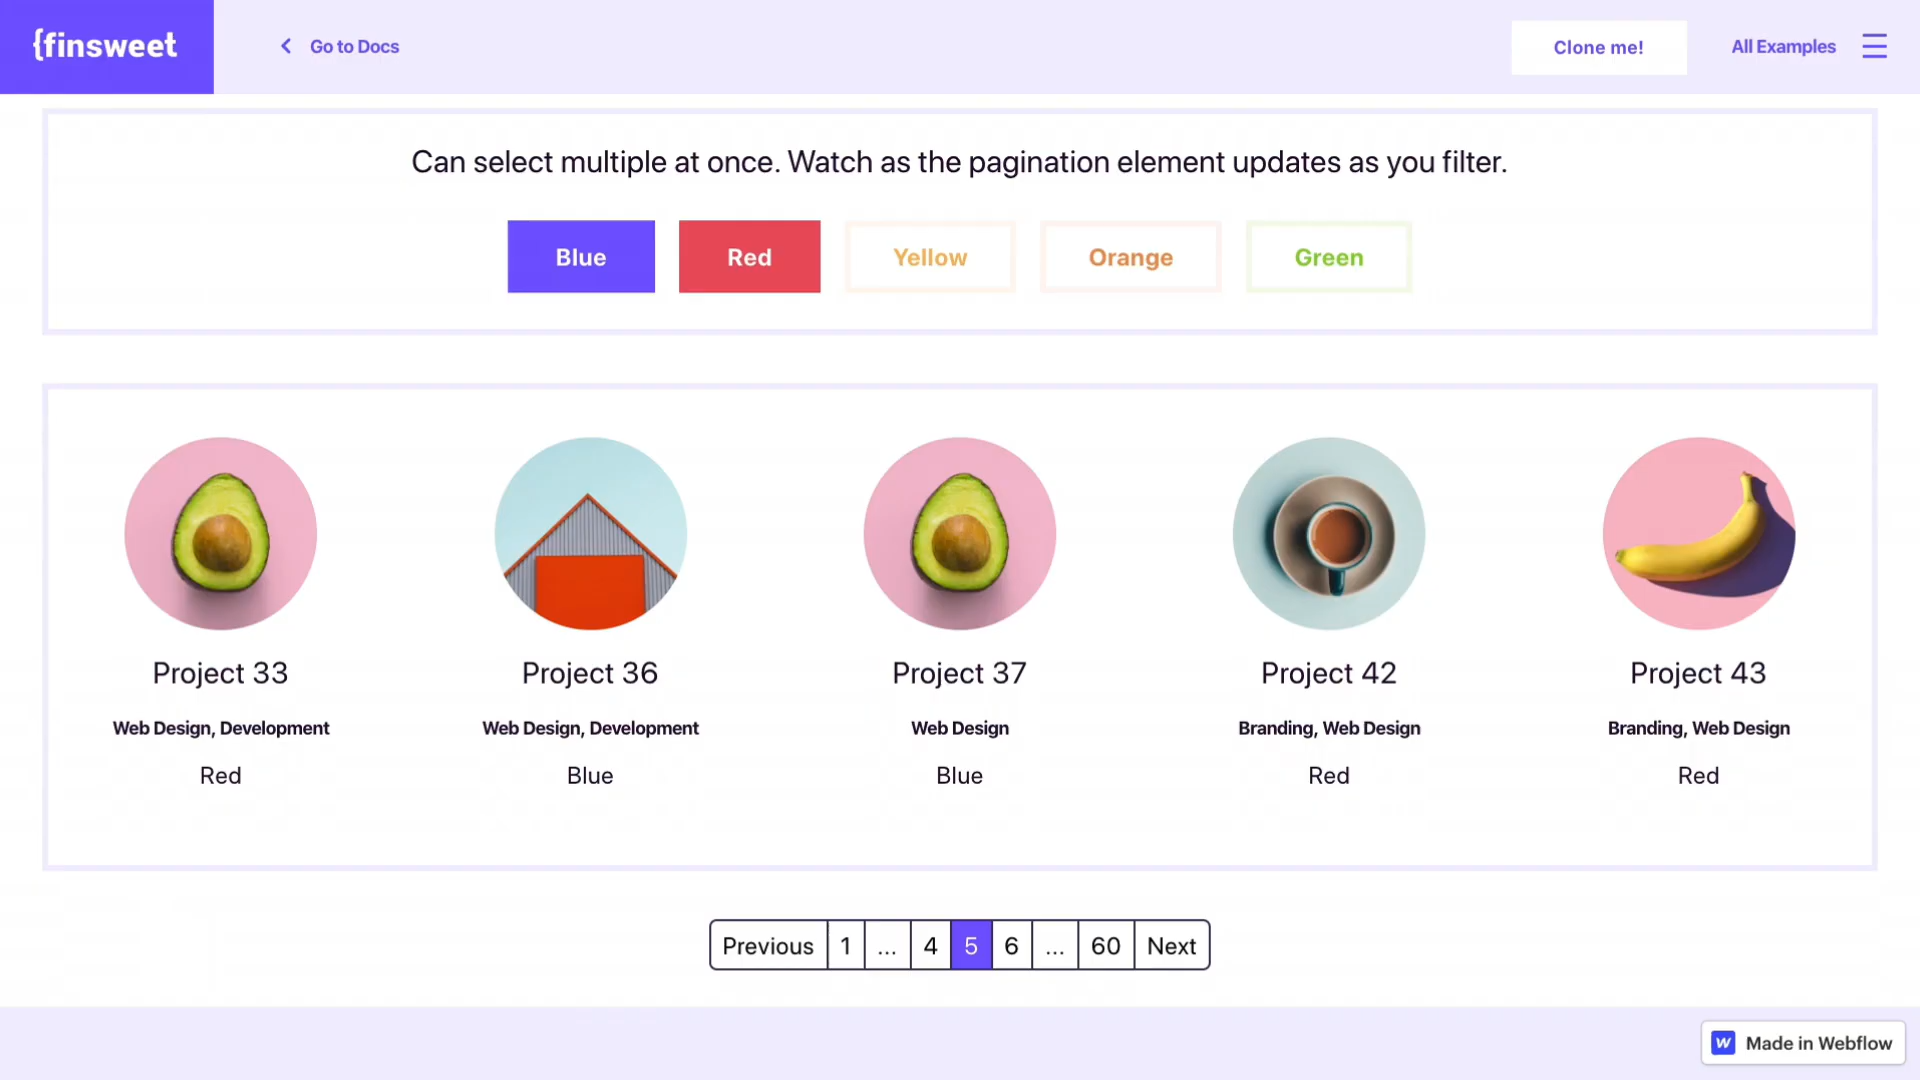 {finsweet
Go to Docs
Clone me!
All Examples
Can select multiple at once. Watch as the pagination element updates as you filter.
Blue
Red
Yellow
Orange
Green
Project 33
Web Design, Development
Red
Project 36
Web Design, Development
Blue
Project 37
Web Design
Blue
Project 42
Branding, Web Design
Red
Project 43
Branding, Web Design
Red
Previous 1 ... 4 5 6 ... 60 Next
Made in Webflow